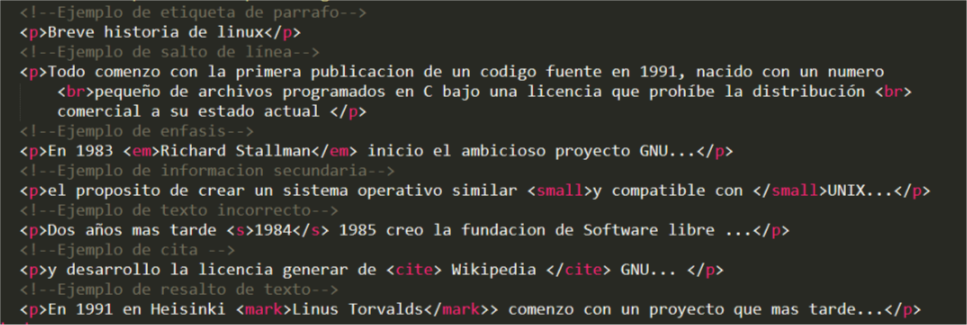 <!--Ejemplo de etiqueta de parrafo-->
<p>Breve historia de linux</p>
<!--Ejemplo de salto de línea-->
<p>Todo comenzo con la primera publicacion de un codigo fuente en 1991, nacido con un numero
<br>pequeño de archivos programados en C bajo una licencia que prohíbe la distribución <br>
comercial a su estado actual </p>
<!--Ejemplo de enfasis-->
<p>En 1983 <em>Richard Stallman</em> inicio el ambicioso proyecto GNU...</p>
<!--Ejemplo de informacion secundaria-->
<p>el proposito de crear un sistema operativo similar <small>y compatible con </small>UNIX...</p>
<!--Ejemplo de texto incorrecto-->
<p>Dos años mas tarde <s>1984</s> 1985 creo la fundacion de Software libre ...</p>
<!--Ejemplo de cita -->
<p>y desarrollo la licencia generar de <cite> Wikipedia </cite> GNU... </p>
<!--Ejemplo de resalto de texto-->
<p>En 1991 en Heisinki <mark>Linus Torvalds</mark>> comenzo con un proyecto que mas tarde...</p>